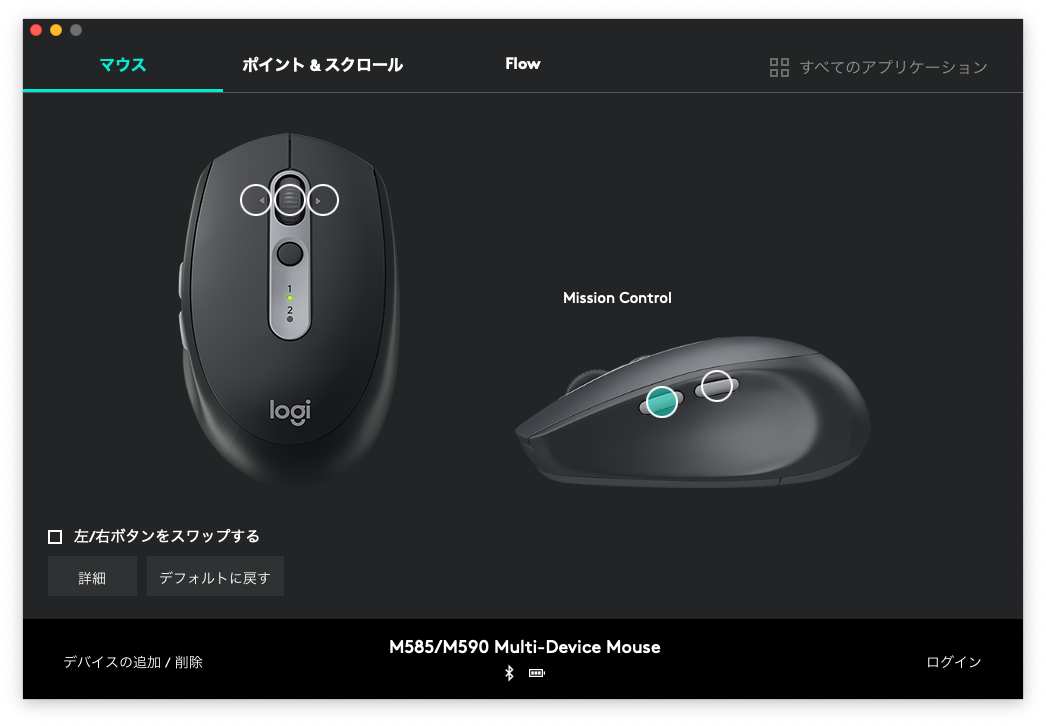 マウス
ポイント & スクロール
Flow
すべてのアプリケーション
1
2
logi
Mission Control
左/右ボタンをスワップする
詳細
デフォルトに戻す
デバイスの追加 / 削除
M585/M590 Multi-Device Mouse
ログイン